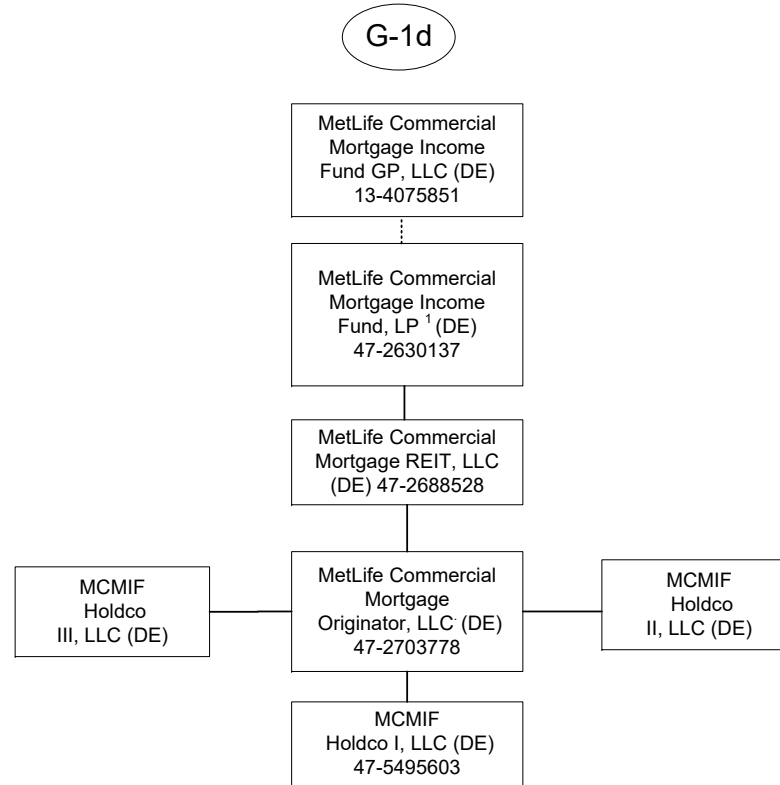 G-1d
MetLife Commercial
Mortgage Income
Fund GP, LLC (DE)
13-4075851
MetLife Commercial
Mortgage Income
Fund, LP 1 (DE)
47-2630137
MetLife Commercial
Mortgage REIT, LLC
(DE) 47-2688528
MCMIF
Holdco
III, LLC (DE)
MetLife Commercial
Mortgage
Originator, LLC (DE)
47-2703778
MCMIF
Holdco
II, LLC (DE)
MCMIF
Holdco I, LLC (DE)
47-5495603